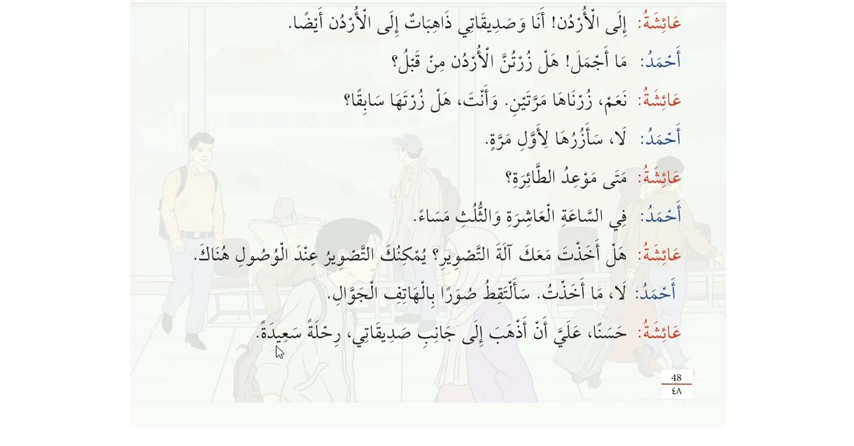 عَائِشَةُ: إِلَى الْأُرْدُن! أَنَا وَصَدِيقَاتِي ذَاهِبَاتٌ إِلَى الْأُرْدُن أَيْضًا.
أَحْمَدُ: مَا أَجْمَلَ! هَلْ زُرْتُنَّ الْأُرْدُن مِنْ قَبْلُ؟
عَائِشَةُ: نَعَمْ، زُرْنَاهَا مَرَّتَيْنِ. وَأَنْتَ، هَلْ زُرْتَهَا سَابِقًا؟
أَحْمَدُ: لَا، سَأَزُرُهَا لِأَوَّلِ مَرَّةٍ.
عَائِشَةُ: مَتَى مَوْعِدُ الطَّائِرَةِ؟
أَحْمَدُ: فِي السَّاعَةِ الْعَاشِرَةِ وَالثُّلُثِ مَسَاءً.
عَائِشَةُ: هَلْ أَخَذْتَ مَعَكَ آلَةَ التَّصْوِيرِ؟ يُمْكِنُكَ التَّصْوِيرُ عِنْدَ الْوُصُولِ هُنَاكَ.
أَحْمَدُ: لَا، مَا أَخَذْتُ. سَأَلْتَقِطُ صُوَرًا بِالْهَاتِفِ الْجَوَّالِ.
عَائِشَةُ: حَسَنًا، عَلَيَّ أَنْ أَذْهَبَ إِلَى جَانِبِ صَدِيقَاتِي، رِحْلَةً سَعِيدَةً.
48
٤٨